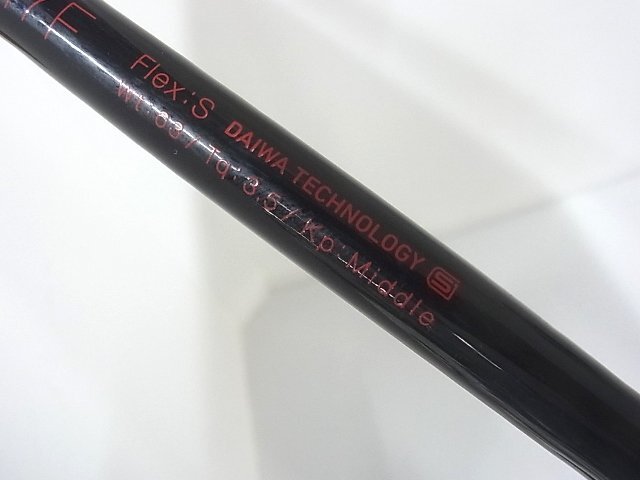 Flex:S DAIWA TECHNOLOGY
Wt 63 / Tq 3.5 / Kp Middle